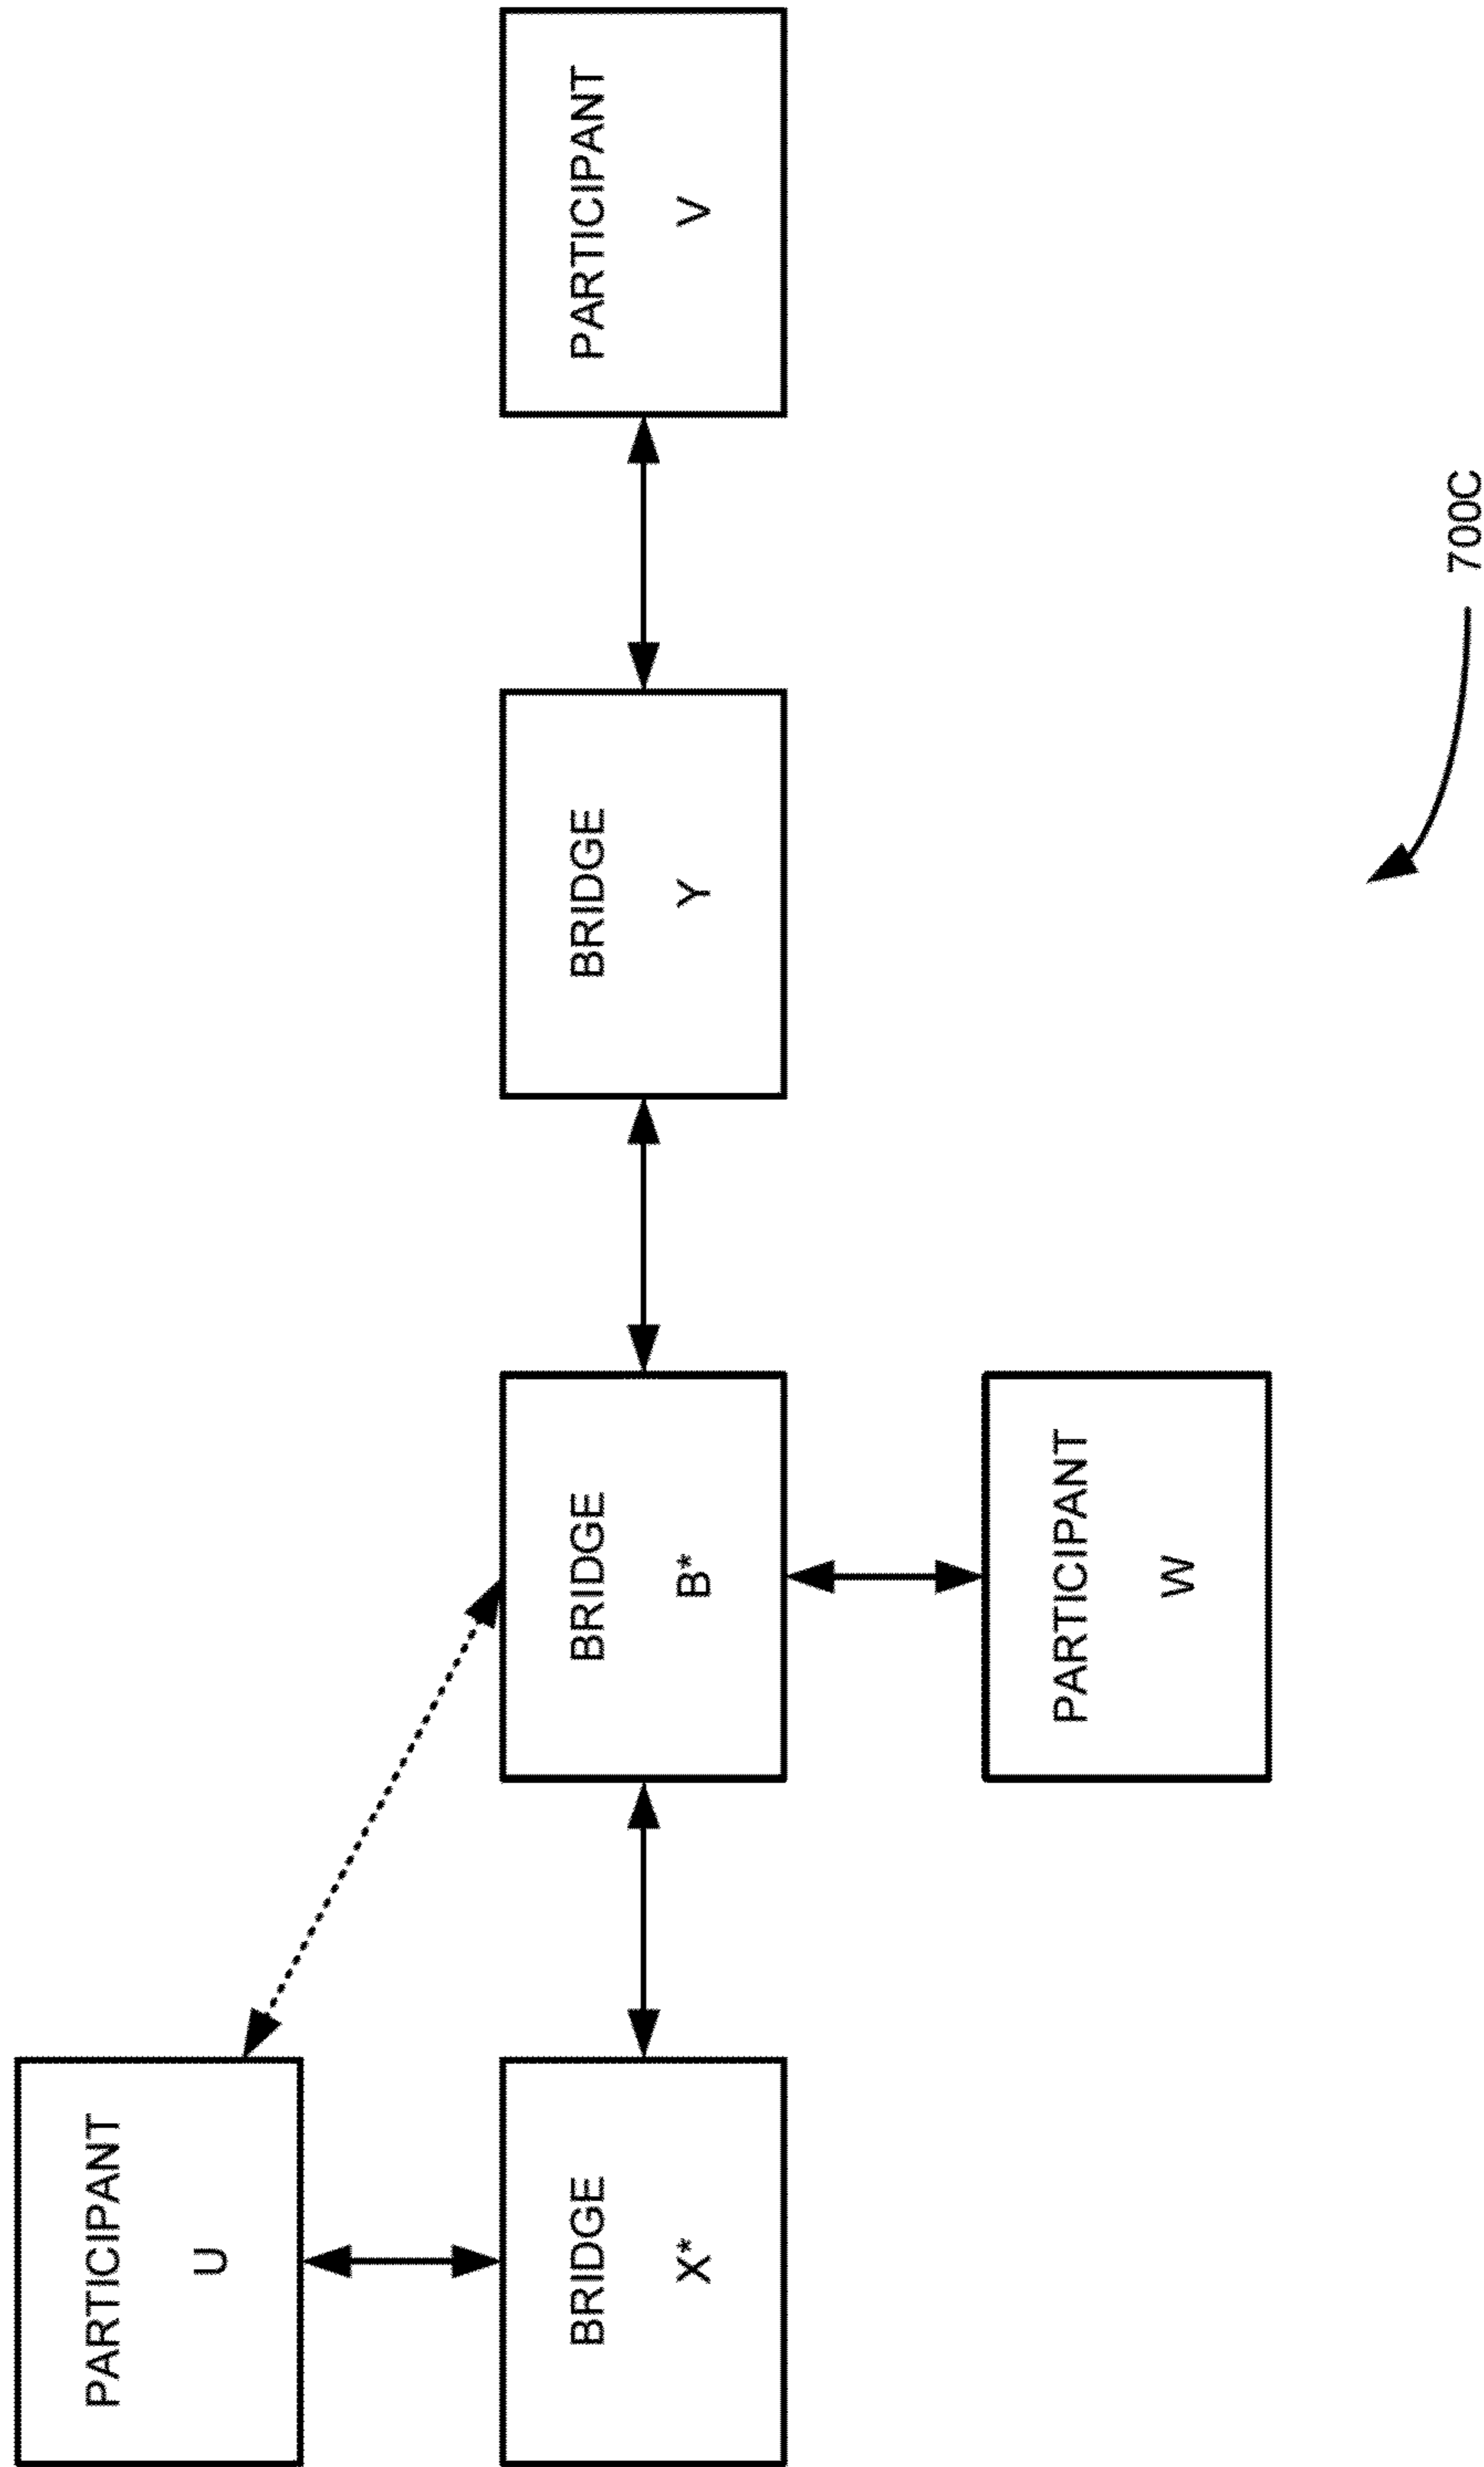 PARTICIPANT
U
BRIDGE
X*
BRIDGE
B*
BRIDGE
Y
PARTICIPANT
V
PARTICIPANT
W
700C